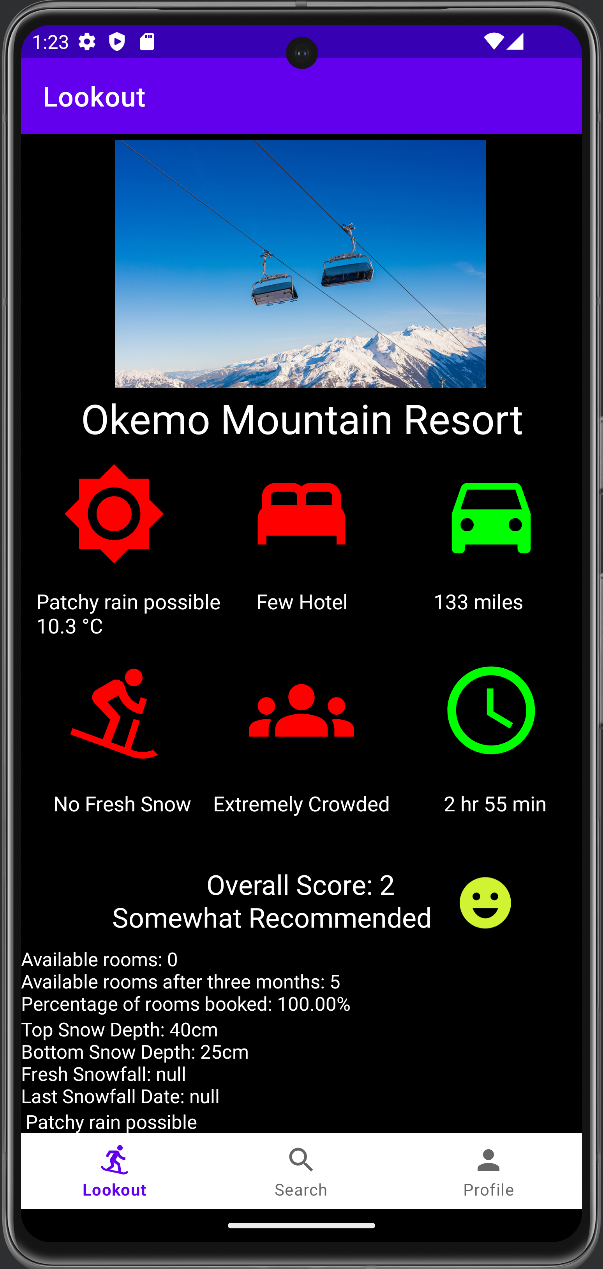 1:23
Lookout
Okemo Mountain Resort
Patchy rain possible
10.3 °C
Few Hotel
133 miles
No Fresh Snow
Extremely Crowded
2 hr 55 min
Overall Score: 2
Somewhat Recommended
Available rooms: 0
Available rooms after three months: 5
Percentage of rooms booked: 100.00%
Top Snow Depth: 40cm
Bottom Snow Depth: 25cm
Fresh Snowfall: null
Last Snowfall Date: null
Patchy rain possible
Lookout
Search
Profile